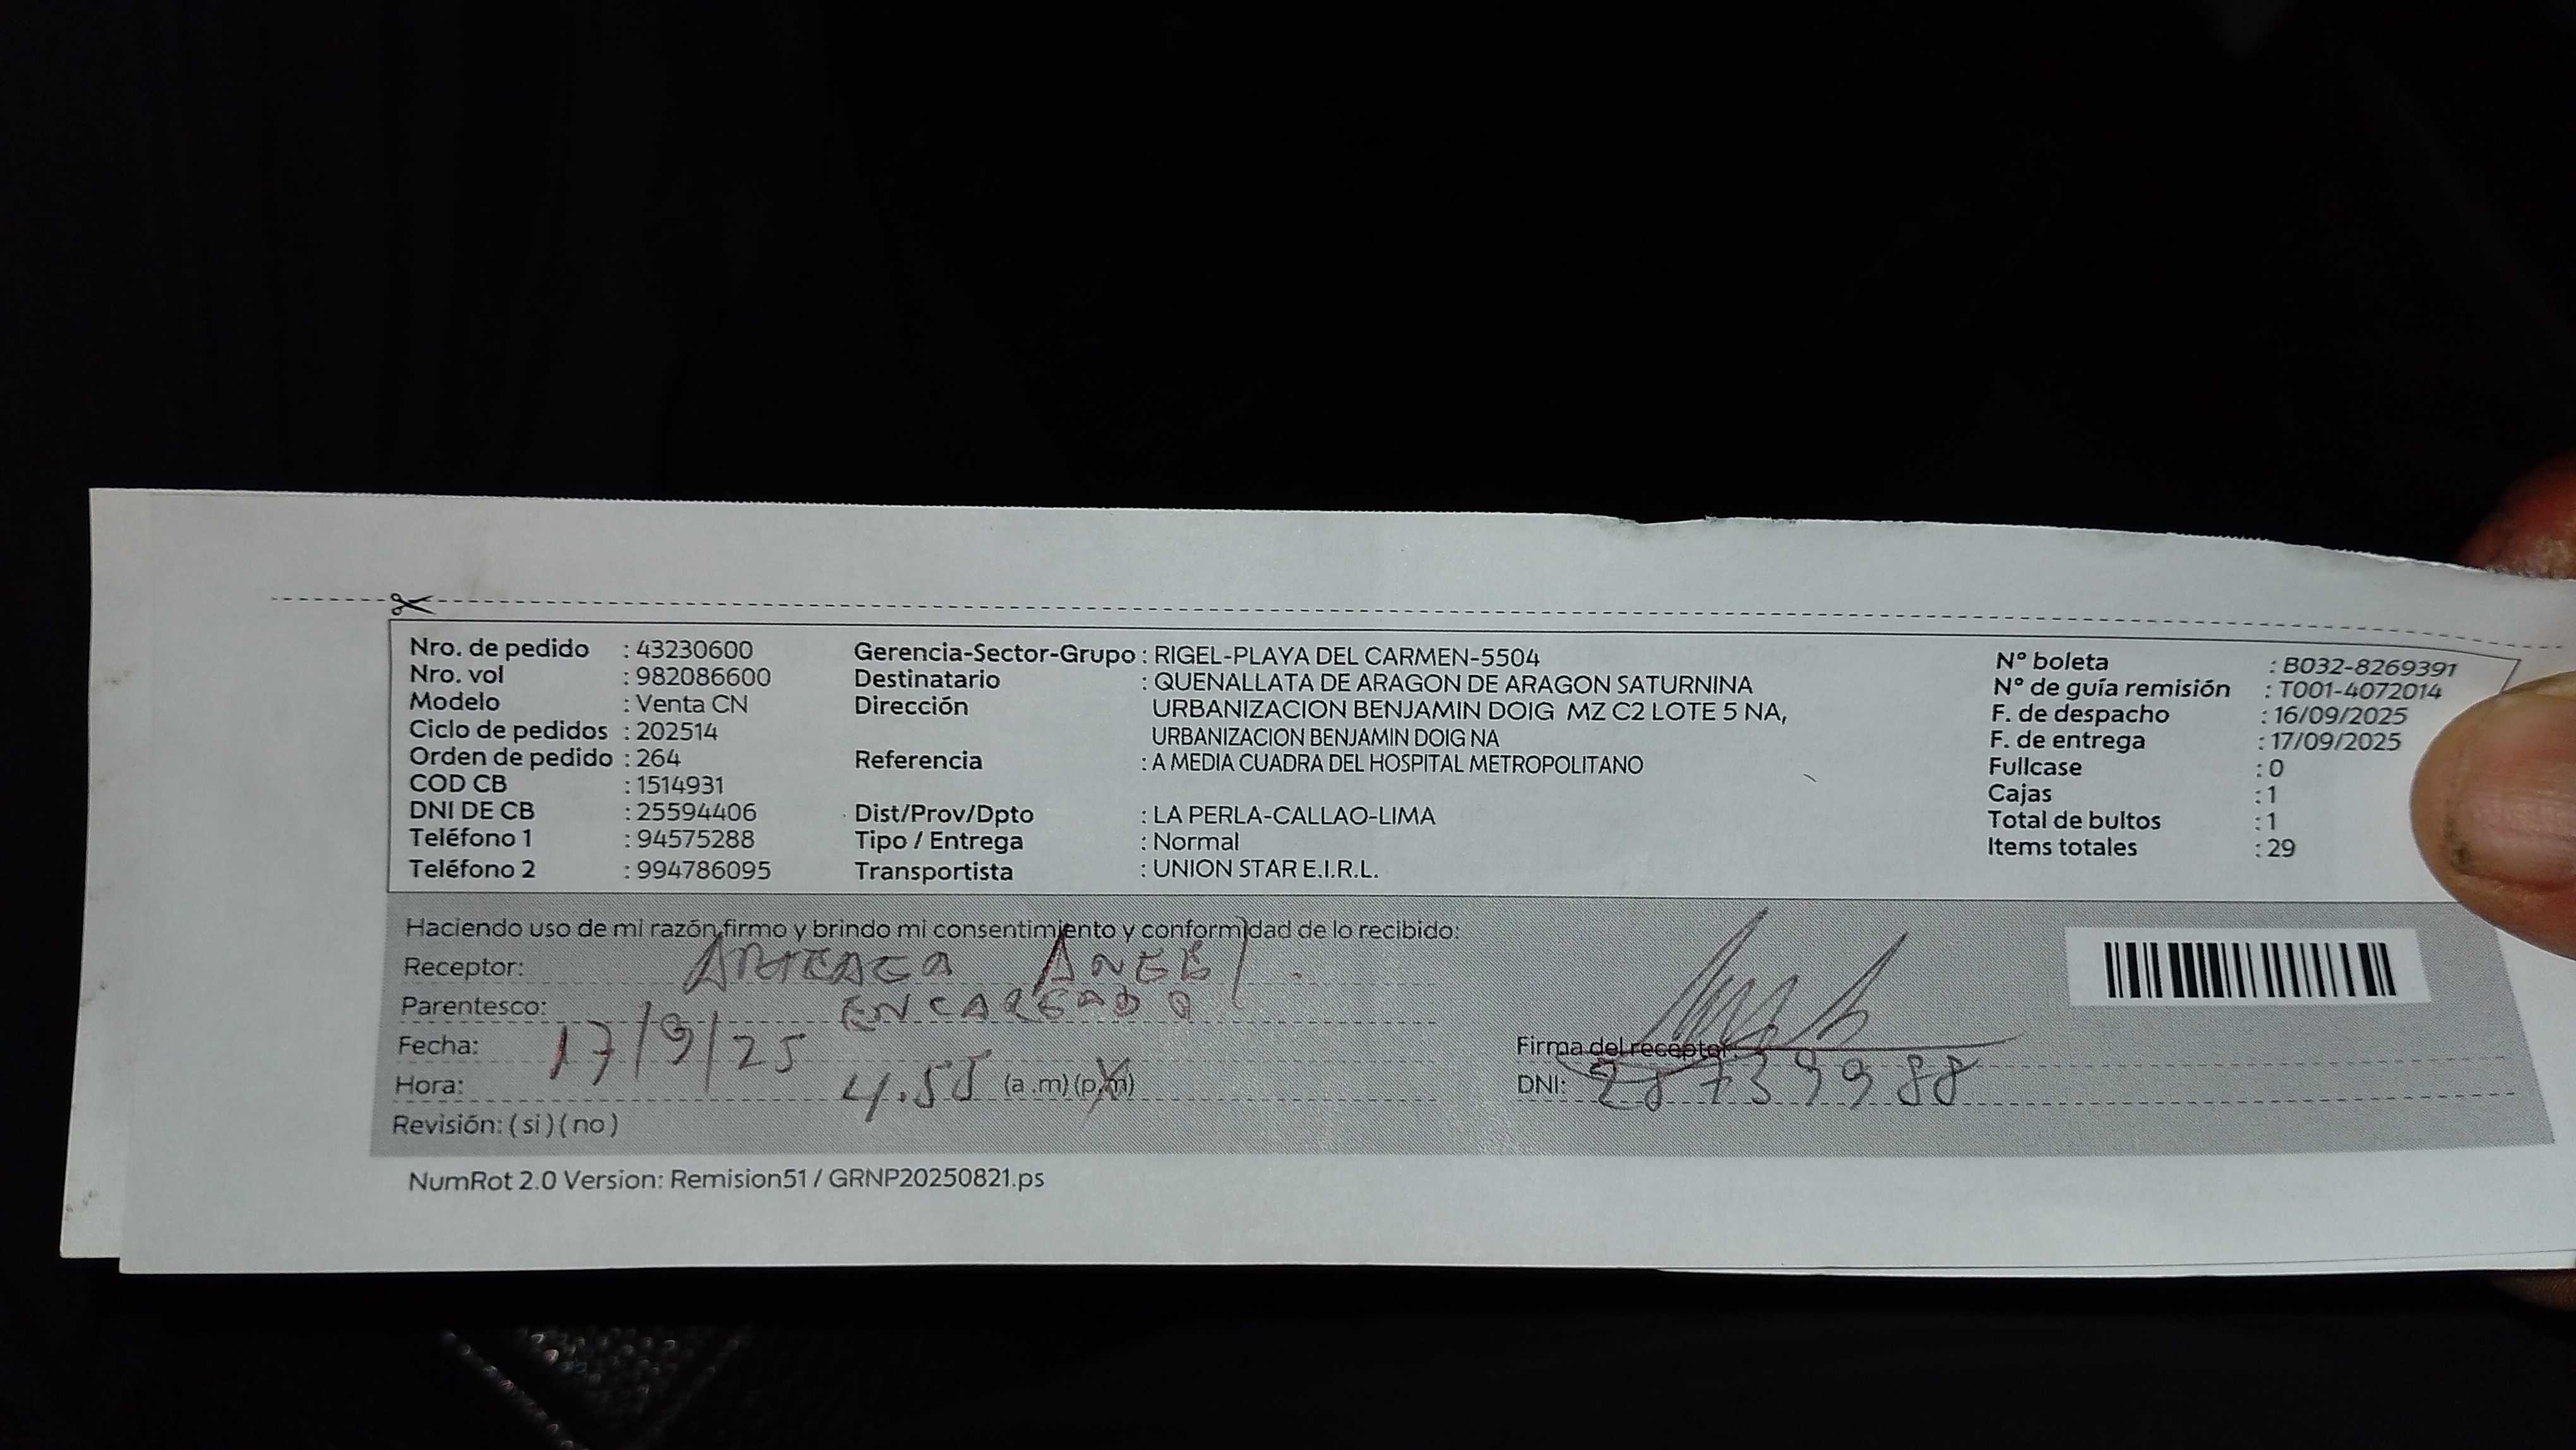 Nro. de pedido : 43230600
Nro. vol : 982086600
Modelo : Venta CN
Ciclo de pedidos : 202514
Orden de pedido : 264
COD CB : 1514931
DNI DE CB : 25594406
Teléfono 1 : 94575288
Teléfono 2 : 994786095
Gerencia-Sector-Grupo : RIGEL-PLAYA DEL CARMEN-5504
Destinatario : QUENALLATA DE ARAGON DE ARAGON SATURNINA
Dirección URBANIZACION BENJAMIN DOIG MZ C2 LOTE 5 NA,
URBANIZACION BENJAMIN DOIG NA
Referencia : A MEDIA CUADRA DEL HOSPITAL METROPOLITANO
Dist/Prov/Dpto : LA PERLA-CALLAO-LIMA
Tipo / Entrega : Normal
Transportista : UNION STAR E.I.R.L.
N° boleta : B032-8269391
N° de guía remisión : T001-4072014
F. de despacho : 16/09/2025
F. de entrega : 17/09/2025
Fullcase : 0
Cajas : 1
Total de bultos : 1
Items totales : 29
Haciendo uso de mi razón firmo y brindo mi consentimiento y conformidad de lo recibido:
Receptor: ARTEAGA ANGEL
Parentesco: ENCARGADO
Fecha: 17/9/25
Hora: 4.55 (a .m) (p.m)
Revisión: ( si ) ( no )
Firma del receptor:
DNI: 28739988
NumRot 2.0 Version: Remision51 / GRNP20250821.ps